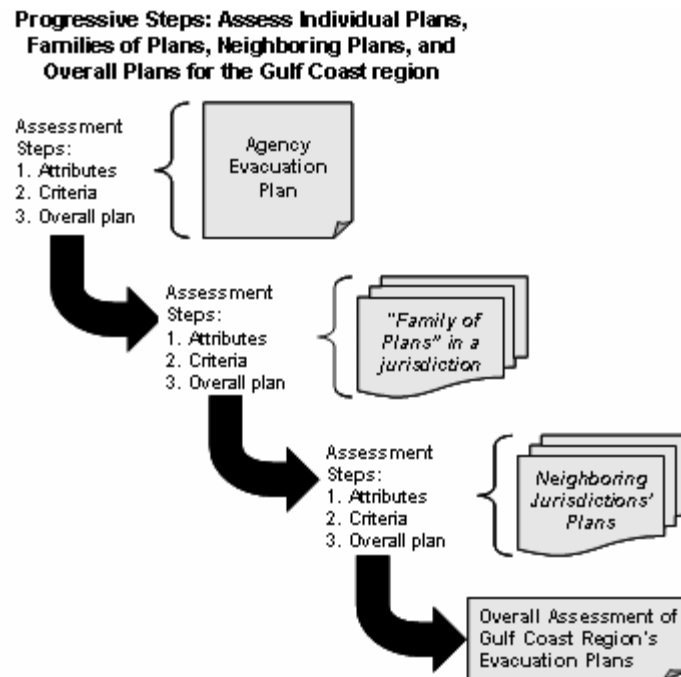 Progressive Steps: Assess Individual Plans,
Families of Plans, Neighboring Plans, and
Overall Plans for the Gulf Coast region
Assessment
Steps:
1. Attributes
2. Criteria
3. Overall plan
Agency
Evacuation
Plan
Assessment
Steps:
1. Attributes
2. Criteria
3. Overall plan
"Family of
Plans" in a
jurisdiction
Assessment
Steps:
1. Attributes
2. Criteria
3. Overall plan
Neighboring
Jurisdictions'
Plans
Overall Assessment of
Gulf Coast Region's
Evacuation Plans